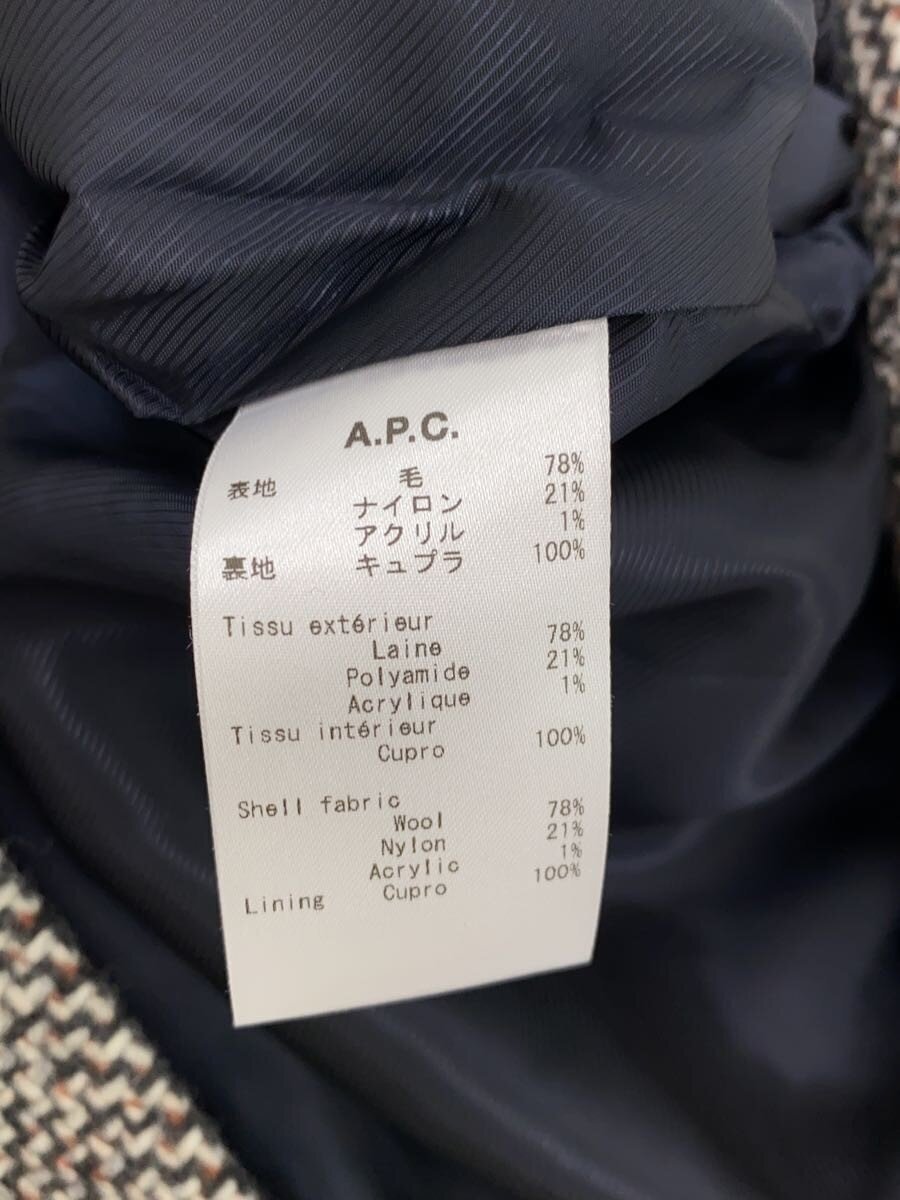 A.P.C.
表地 毛 78%
ナイロン 21%
アクリル 1%
裏地 キュプラ 100%
Tissu extérieur
Laine 78%
Polyamide 21%
Acrylique 1%
Tissu intérieur
Cupro 100%
Shell fabric
Wool 78%
Nylon 21%
Acrylic 1%
Lining Cupro 100%